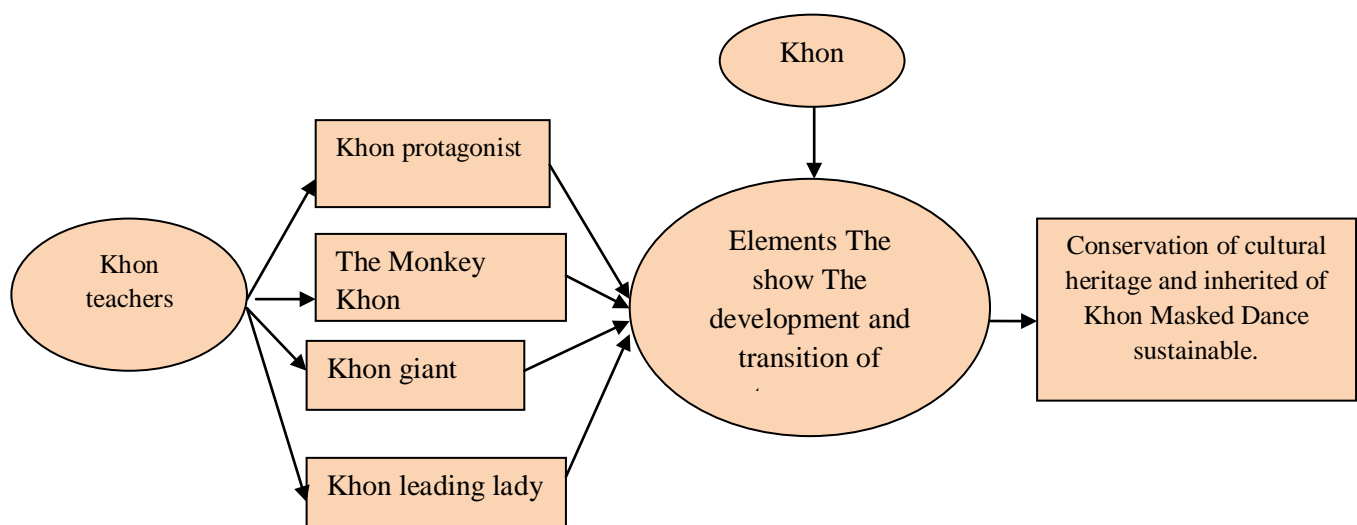 Khon
Khon protagonist
The Monkey
Khon
Khon
teachers
Khon giant
Khon leading lady
Elements The
show The
development and
transition of
Conservation of cultural
heritage and inherited of
Khon Masked Dance
sustainable.